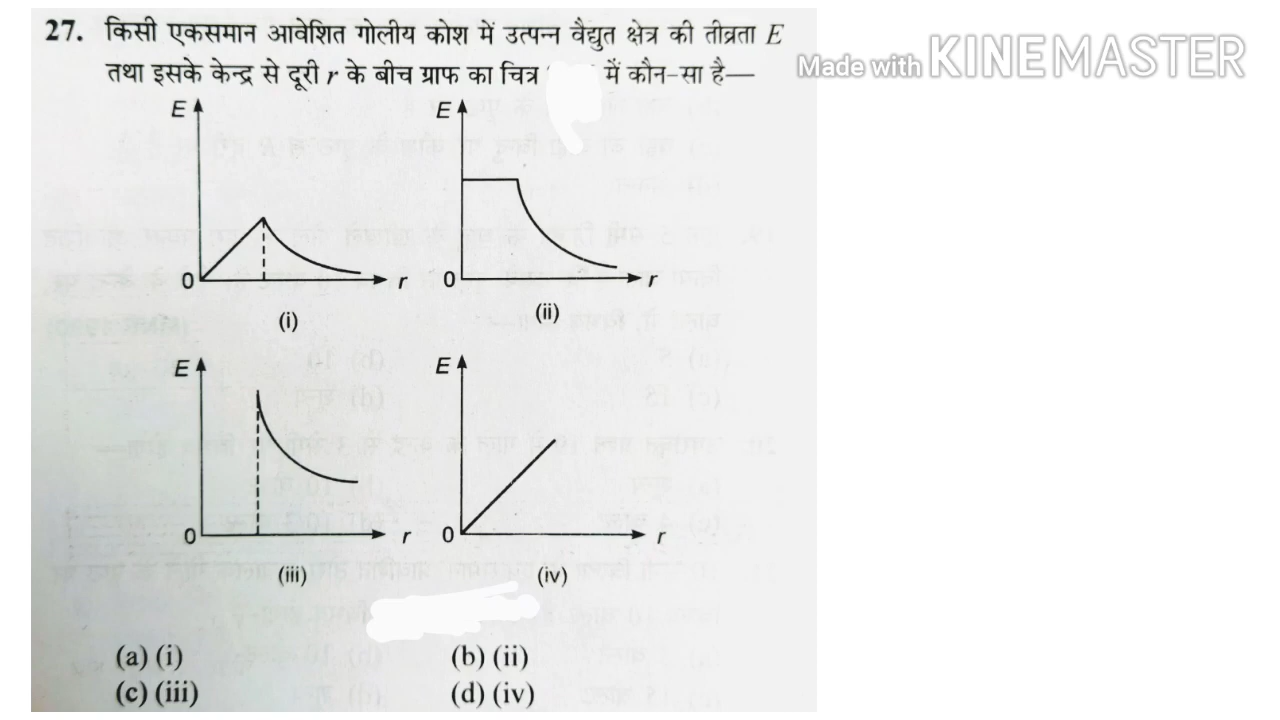 27. किसी एकसमान आवेशित गोलीय कोश में उत्पन्न वैद्युत क्षेत्र की तीव्रता E
तथा इसके केन्द्र से दूरी r के बीच ग्राफ का चित्र में कौन-सा है—
Made with KINEMASTER
E
0
r
(i)
E
0
r
(ii)
E
0
r
(iii)
E
0
r
(iv)
(a) (i)
(b) (ii)
(c) (iii)
(d) (iv)